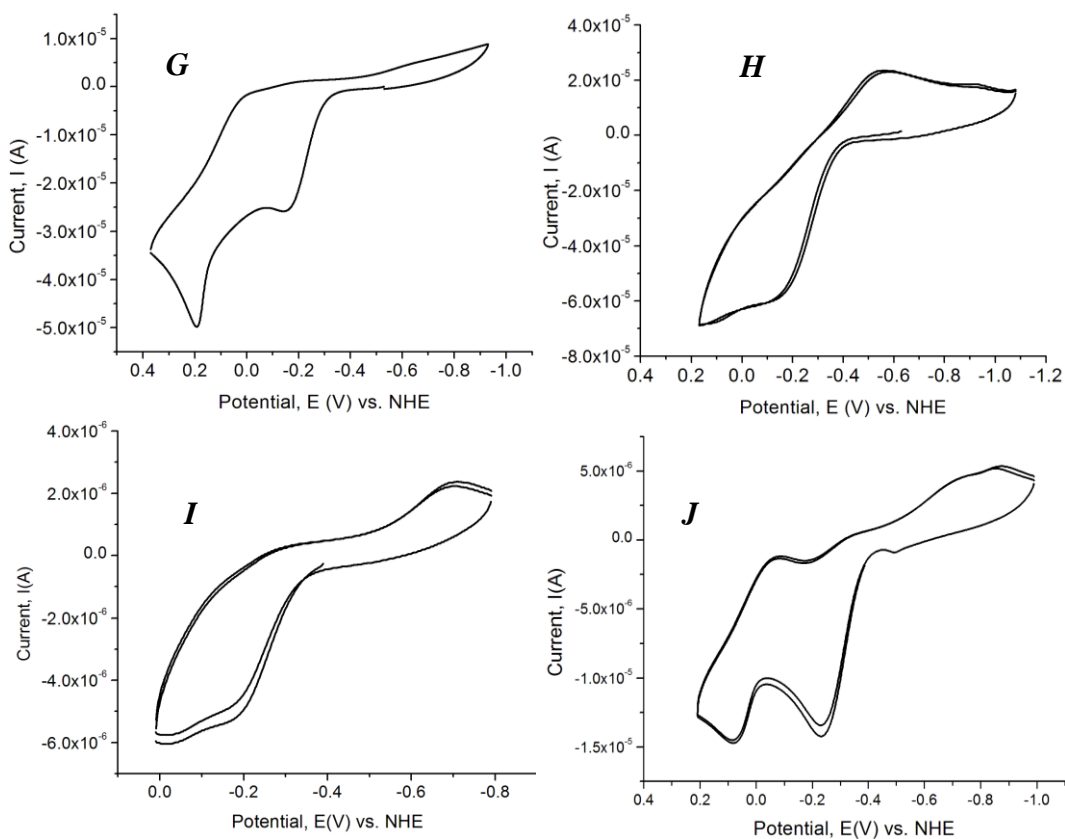 G
1.0x10⁻⁵
0.0
-1.0x10⁻⁵
-2.0x10⁻⁵
-3.0x10⁻⁵
-4.0x10⁻⁵
-5.0x10⁻⁵
Current, I (A)
0.4 0.2 0.0 -0.2 -0.4 -0.6 -0.8 -1.0
Potential, E (V) vs. NHE
H
4.0x10⁻⁵
2.0x10⁻⁵
0.0
-2.0x10⁻⁵
-4.0x10⁻⁵
-6.0x10⁻⁵
-8.0x10⁻⁵
Current, I (A)
0.4 0.2 0.0 -0.2 -0.4 -0.6 -0.8 -1.0 -1.2
Potential, E (V) vs. NHE
I
4.0x10⁻⁶
2.0x10⁻⁶
0.0
-2.0x10⁻⁶
-4.0x10⁻⁶
-6.0x10⁻⁶
Current, I(A)
0.0 -0.2 -0.4 -0.6 -0.8
Potential, E(V) vs. NHE
J
5.0x10⁻⁶
0.0
-5.0x10⁻⁶
-1.0x10⁻⁵
-1.5x10⁻⁵
Current, I(A)
0.4 0.2 0.0 -0.2 -0.4 -0.6 -0.8 -1.0
Potential, E(V) vs. NHE